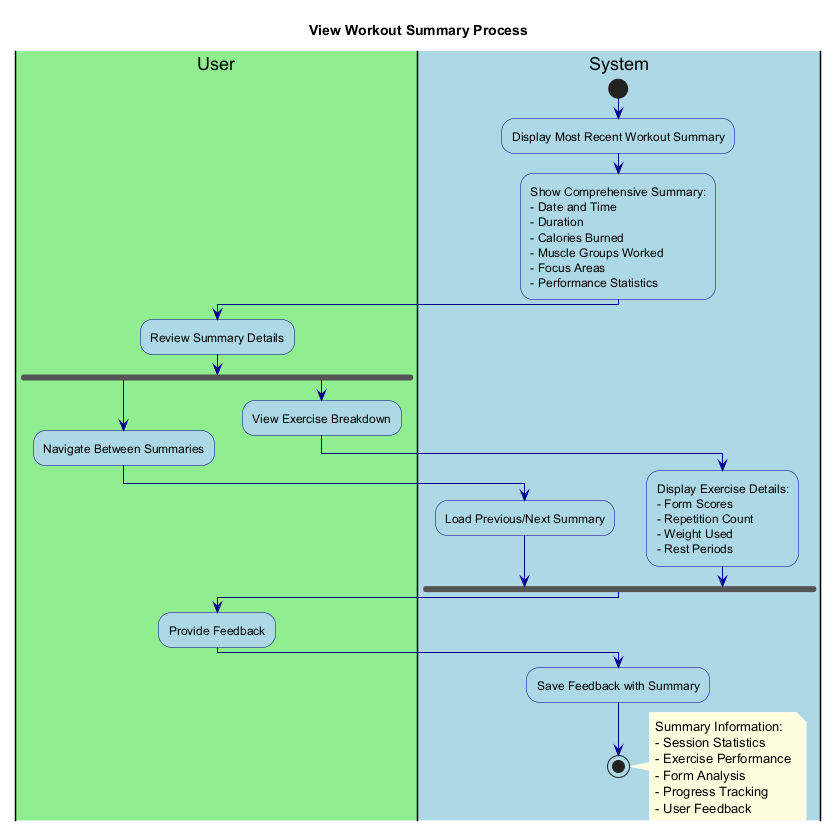 View Workout Summary Process
User
System
Display Most Recent Workout Summary
Show Comprehensive Summary:
- Date and Time
- Duration
- Calories Burned
- Muscle Groups Worked
- Focus Areas
- Performance Statistics
Review Summary Details
View Exercise Breakdown
Navigate Between Summaries
Display Exercise Details:
- Form Scores
- Repetition Count
- Weight Used
- Rest Periods
Load Previous/Next Summary
Provide Feedback
Save Feedback with Summary
Summary Information:
- Session Statistics
- Exercise Performance
- Form Analysis
- Progress Tracking
- User Feedback